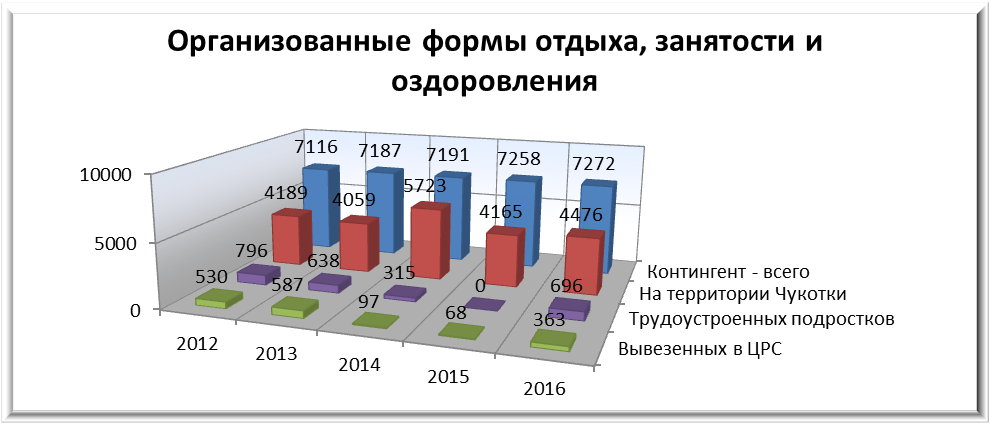 Организованные формы отдыха, занятости и
оздоровления
7116 7187 7191 7258 7272
10000
4189 4059 5723 4165 4476
5000
796 638 315 0 696
530 587 97 68 363
0
2012 2013 2014 2015 2016
Контингент - всего
На территории Чукотки
Трудоустроенных подростков
Вывезенных в ЦРС